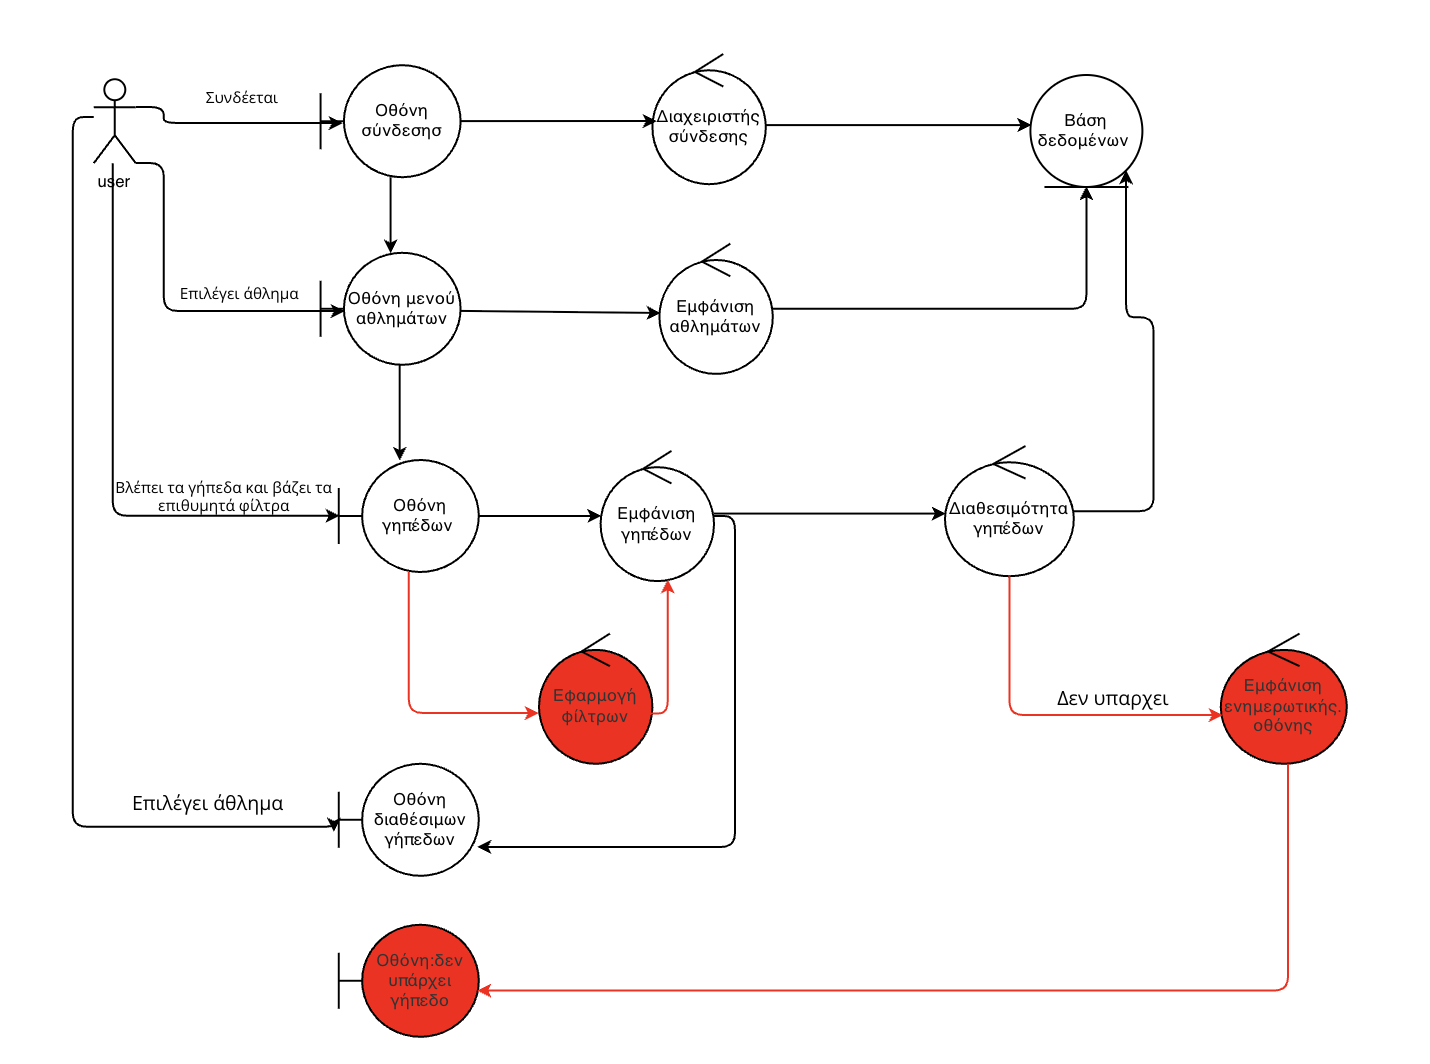 Συνδέεται
Οθόνη
σύνδεσησ
Διαχειριστής
σύνδεσης
Βάση
δεδομένων
user
Επιλέγει άθλημα
Οθόνη μενού
αθλημάτων
Εμφάνιση
αθλημάτων
Βλέπει τα γήπεδα και βάζει τα
επιθυμητά φίλτρα
Οθόνη
γηπέδων
Εμφάνιση
γηπέδων
Διαθεσιμότητα
γηπέδων
Εφαρμογή
φίλτρων
Δεν υπαρχει
Εμφάνιση
ενημερωτικής.
οθόνης
Επιλέγει άθλημα
Οθόνη
διαθέσιμων
γήπεδων
Οθόνη:δεν
υπάρχει
γήπεδο